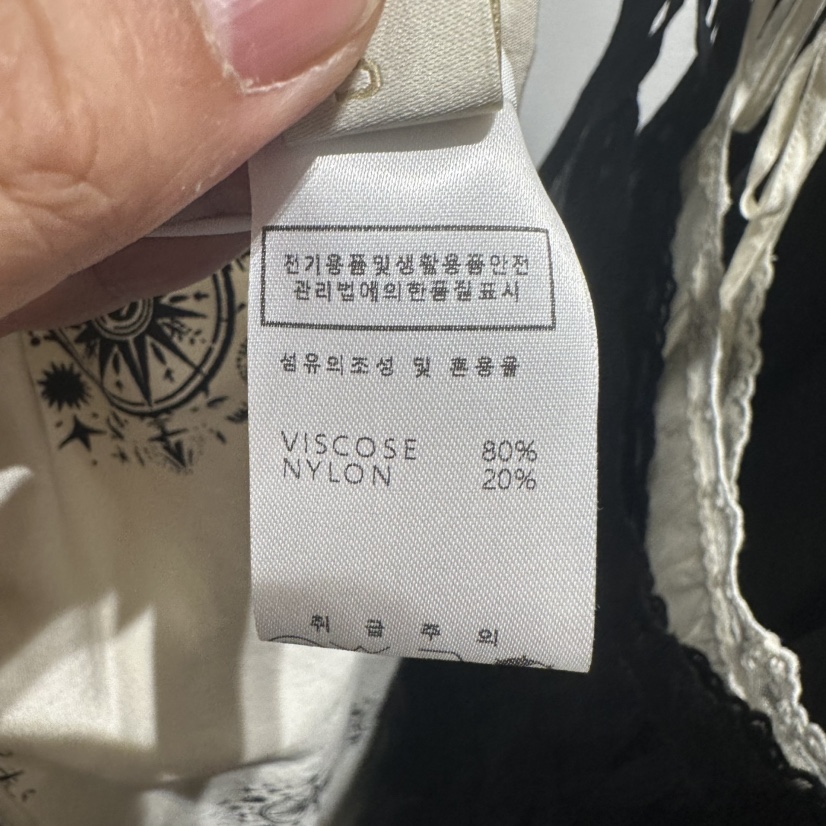 전기용품및생활용품안전
관리법에의한품질표시
섬유의조성 및 혼용율
VISCOSE 80%
NYLON 20%
취급주의